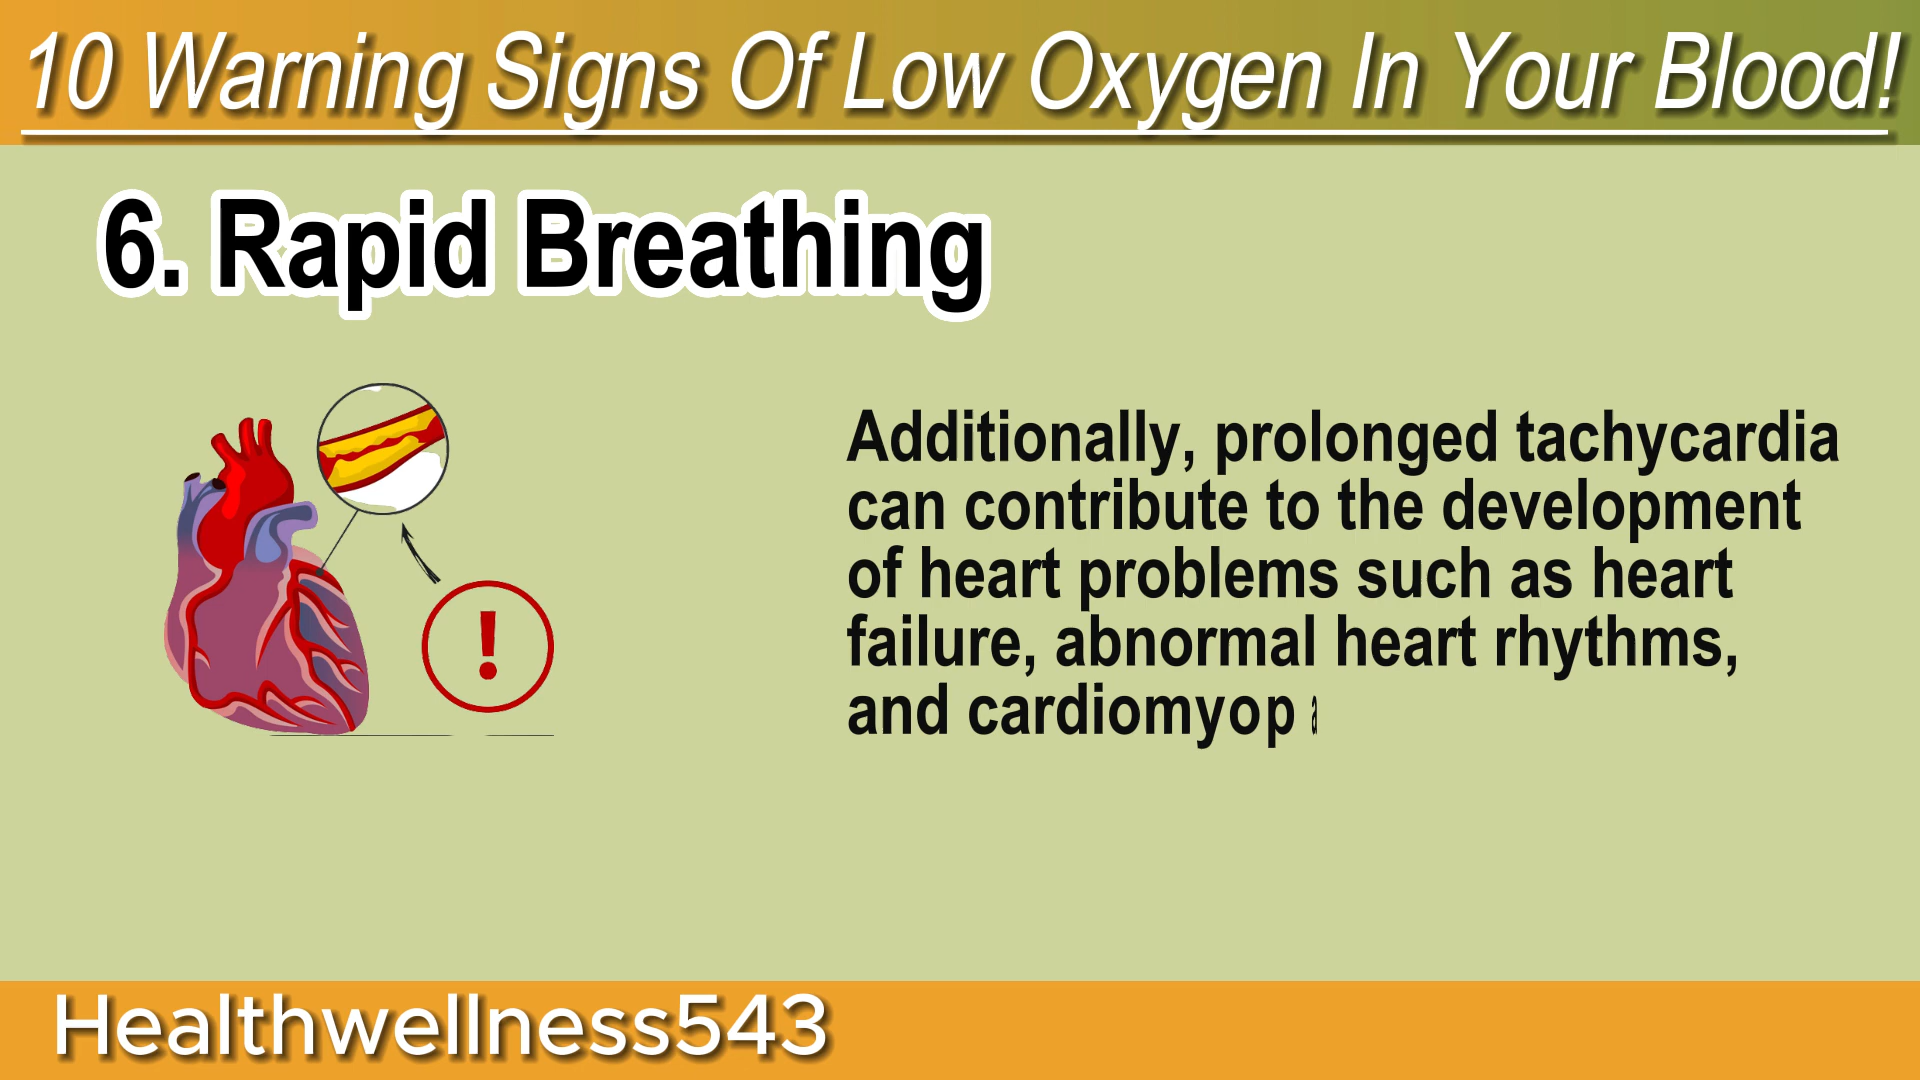 10 Warning Signs Of Low Oxygen In Your Blood!
6. Rapid Breathing
!
Additionally, prolonged tachycardia
can contribute to the development
of heart problems such as heart
failure, abnormal heart rhythms,
and cardiomyop a
Healthwellness543